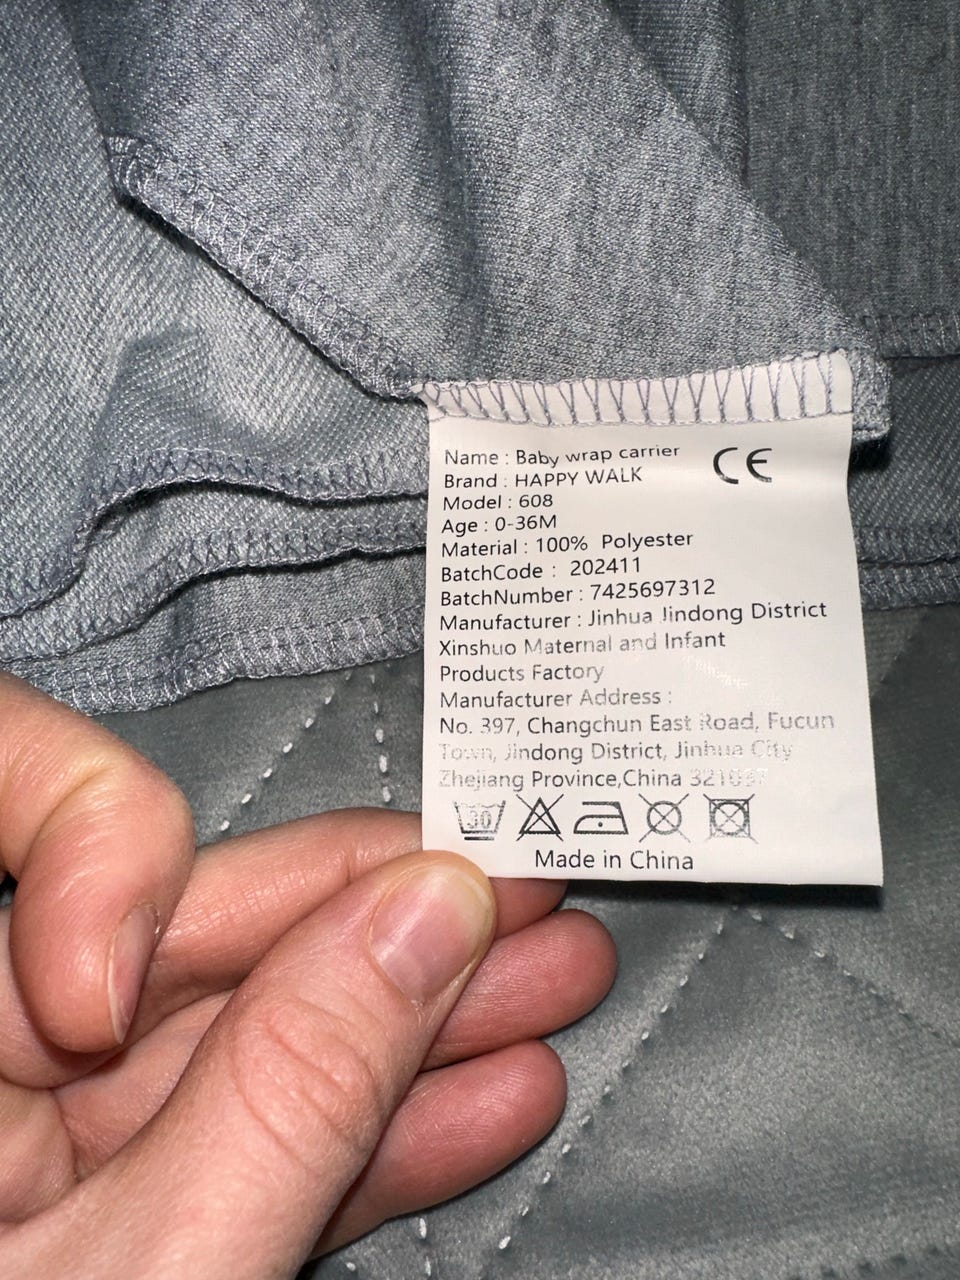 Name : Baby wrap carrier
CE
Brand : HAPPY WALK
Model : 608
Age : 0-36M
Material : 100% Polyester
BatchCode : 202411
BatchNumber : 7425697312
Manufacturer : Jinhua Jindong District
Xinshuo Maternal and Infant
Products Factory
Manufacturer Address :
No. 397, Changchun East Road, Fucun
Town, Jindong District, Jinhua City
Zhejiang Province,China
30
Made in China